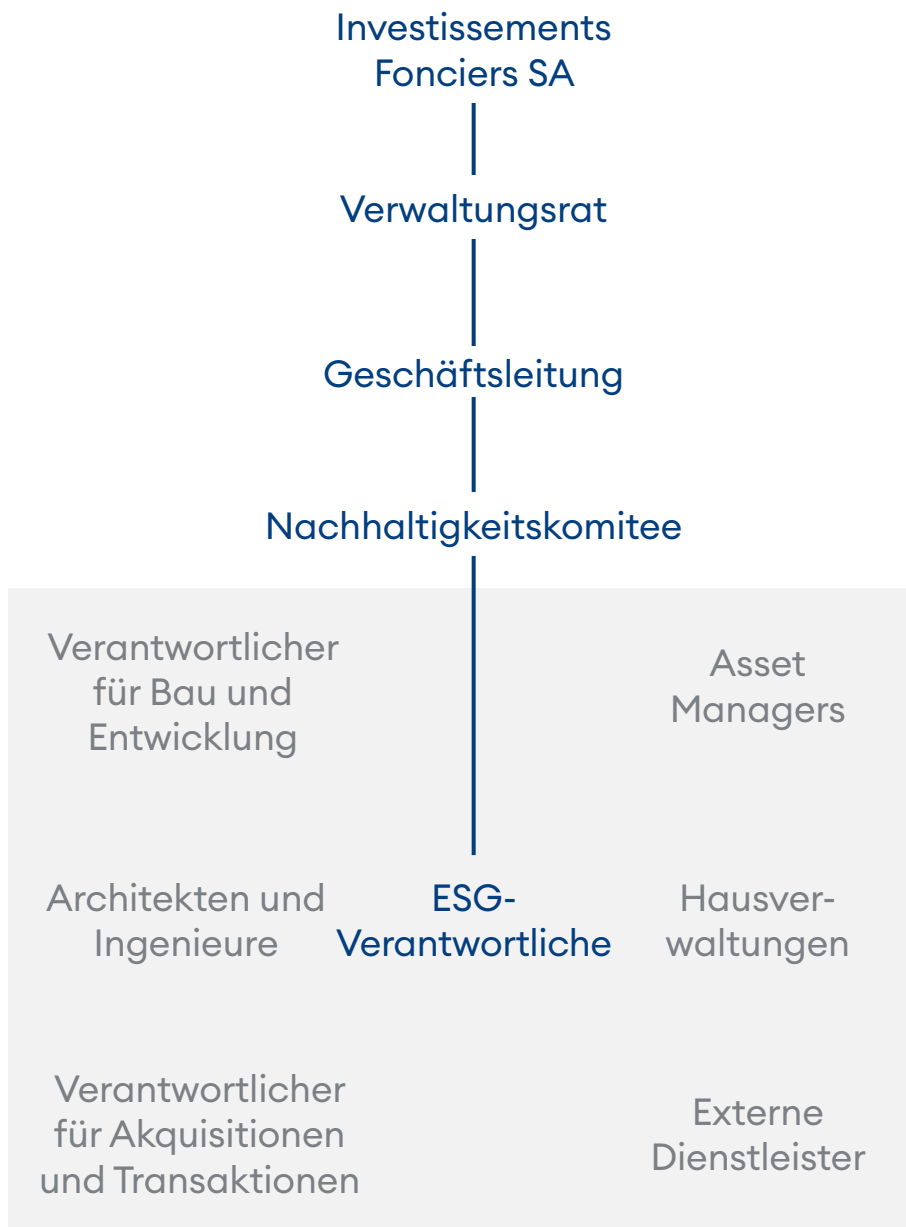 Investissements
Fonciers SA
Verwaltungsrat
Geschäftsleitung
Nachhaltigkeitskomitee
Verantwortlicher
für Bau und
Entwicklung
Asset
Managers
Architekten und
Ingenieure
ESG-
Verantwortliche
Hausver-
waltungen
Verantwortlicher
für Akquisitionen
und Transaktionen
Externe
Dienstleister